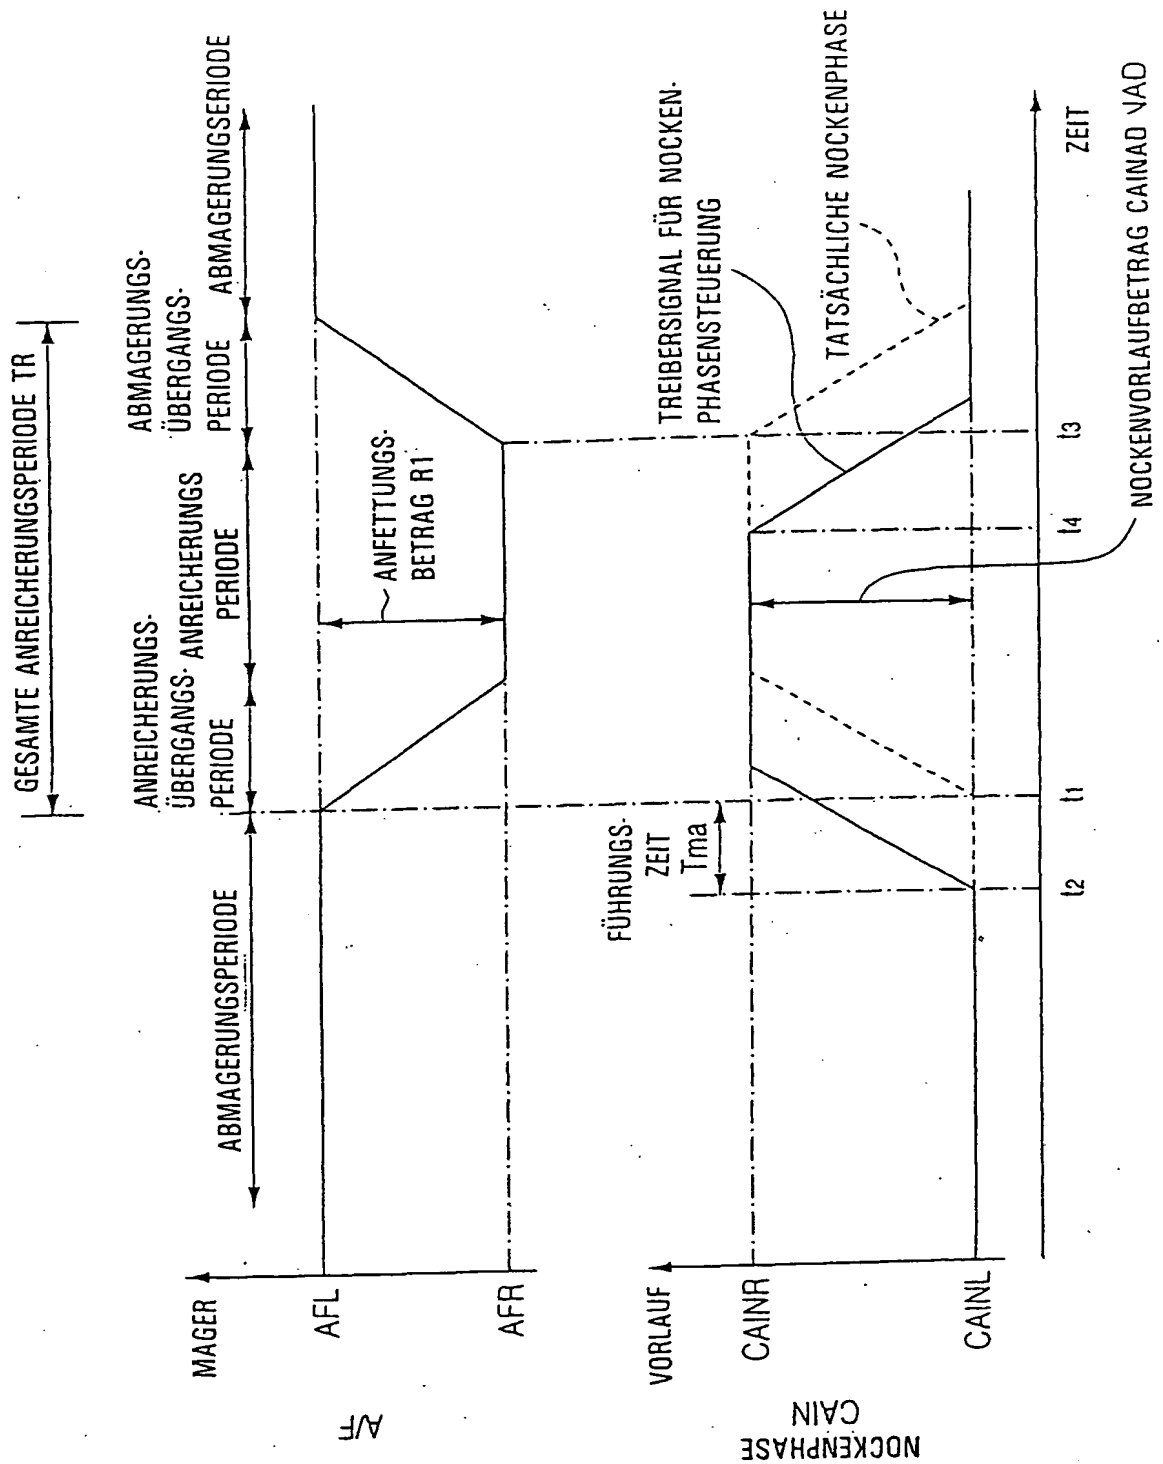 GESAMTE ANREICHERUNGSPERIODE TR
ABMAGERUNGSPERIODE
ANREICHERUNGS-
ÜBERGANGS-
PERIODE
ANREICHERUNGS
PERIODE
ABMAGERUNGS-
ÜBERGANGS-
PERIODE
ABMAGERUNGSERIODE
MAGER
AFL
AFR
A/F
ANFETTUNGS-
BETRAG R1
FÜHRUNGS-
ZEIT
Tma
TREIBERSIGNAL FÜR NOCKEN-
PHASENSTEUERUNG
TATSÄCHLICHE NOCKENPHASE
VORLAUF
CAINR
CAINL
NOCKENPHASE
CAIN
t2
t1
t4
t3
ZEIT
NOCKENVORLAUFBETRAG CAINAD VAD